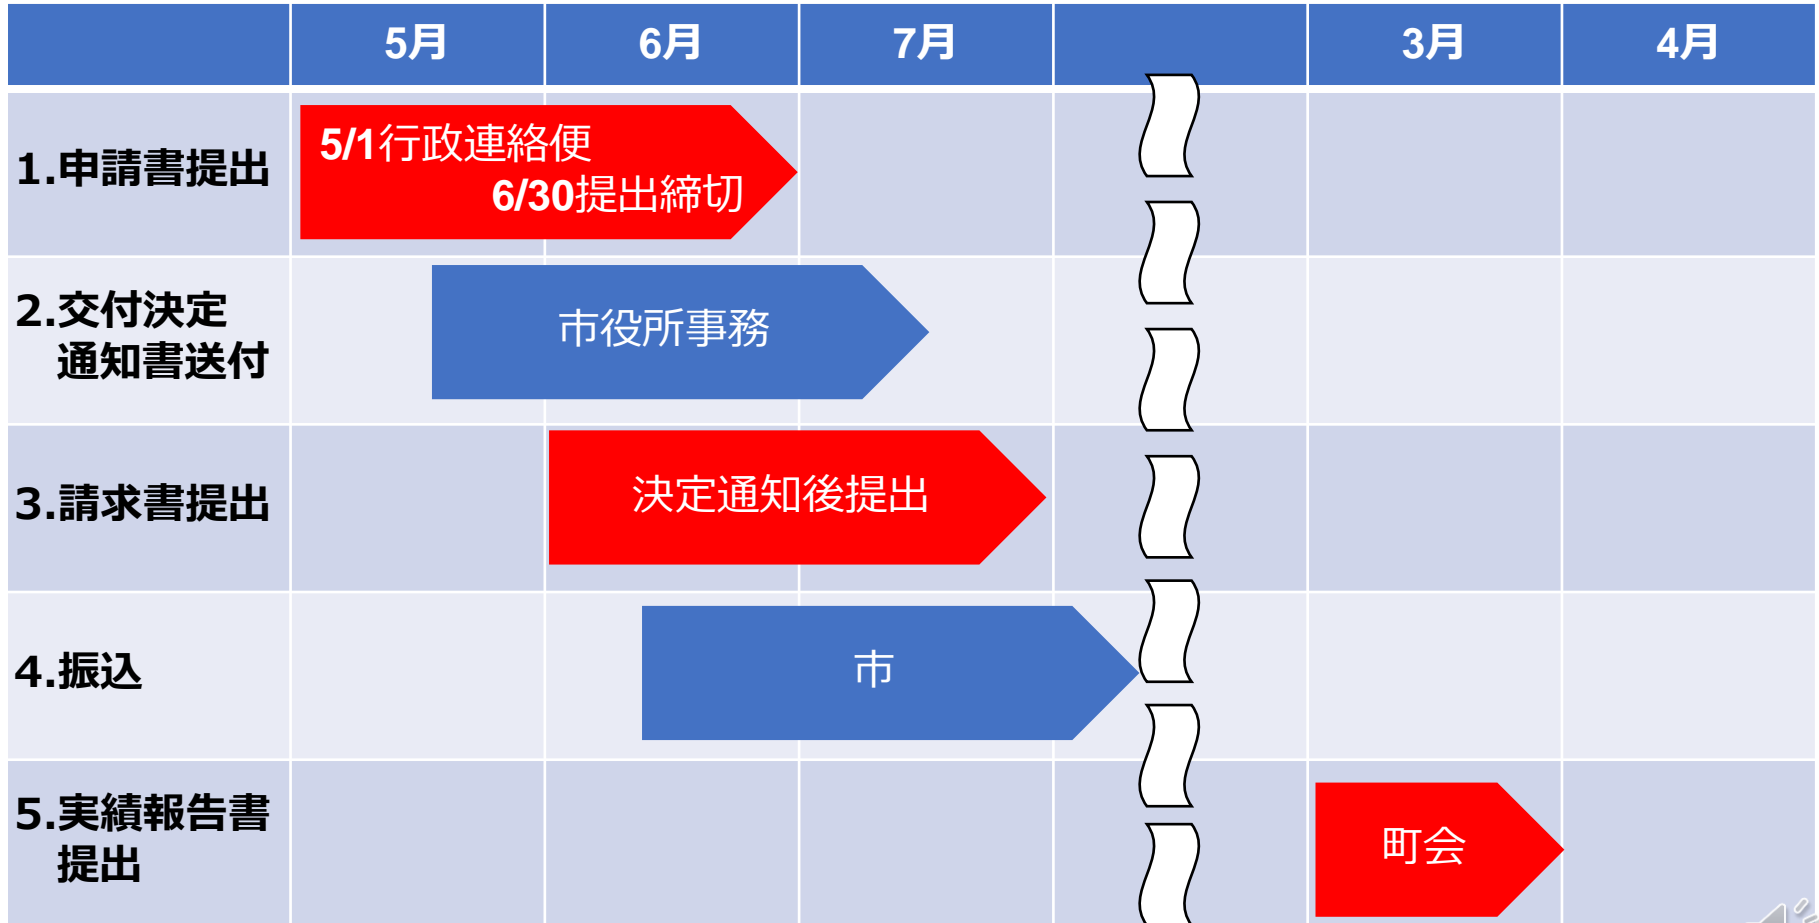 5月 6月 7月 3月 4月
1.申請書提出
5/1行政連絡便
6/30提出締切
2.交付決定
通知書送付
市役所事務
3.請求書提出
決定通知後提出
4.振込
市
5.実績報告書
提出
町会